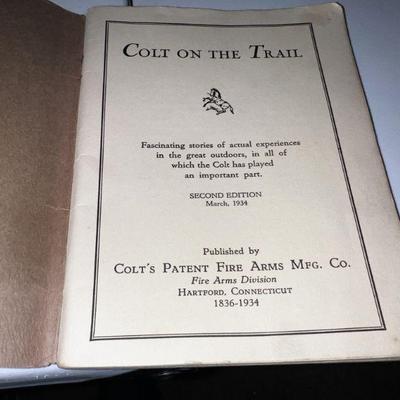 COLT ON THE TRAIL
Fascinating stories of actual experiences
in the great outdoors, in all of
which the Colt has played
an important part.
SECOND EDITION
March, 1934
Published by
COLT'S PATENT FIRE ARMS MFG. CO.
Fire Arms Division
HARTFORD, CONNECTICUT
1836-1934